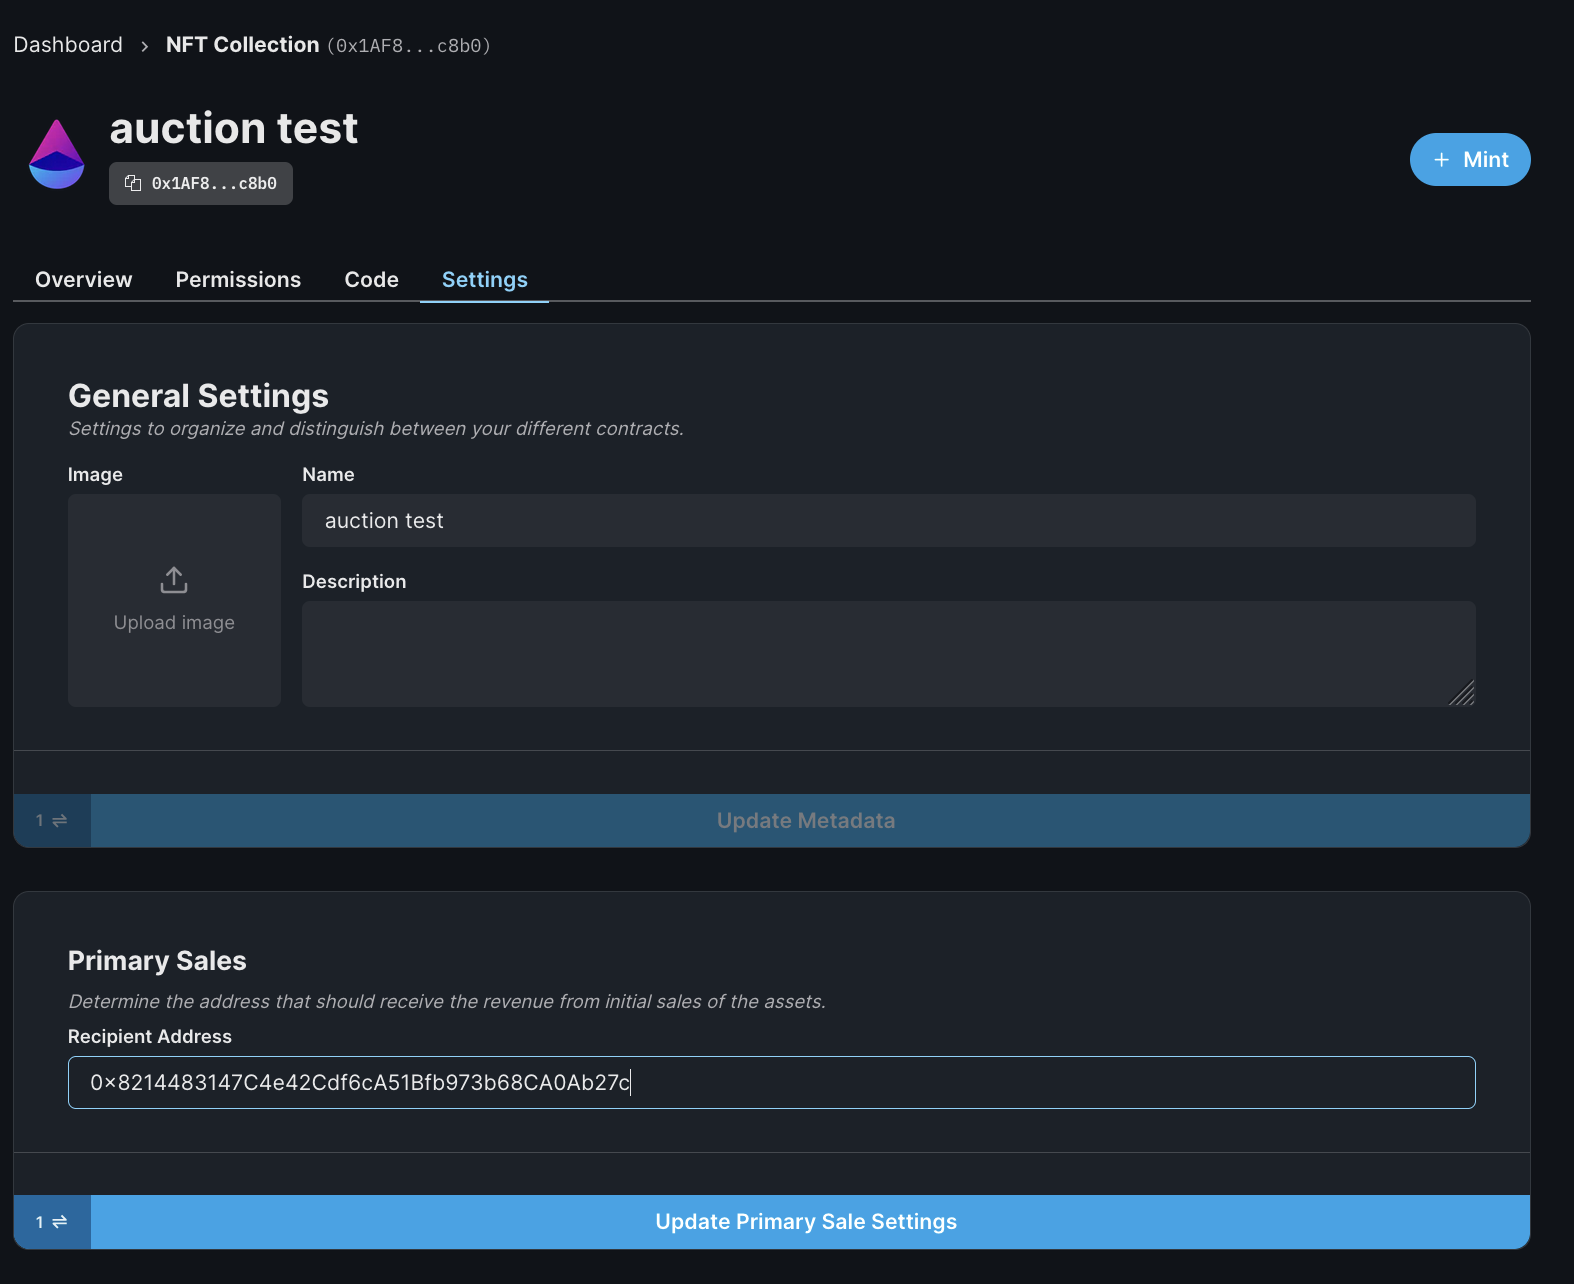 Dashboard › NFT Collection (0x1AF8...c8b0)
auction test
0x1AF8...c8b0
+ Mint
Overview Permissions Code Settings
General Settings
Settings to organize and distinguish between your different contracts.
Image
Name
auction test
Description
Upload image
1 ⇌ Update Metadata
Primary Sales
Determine the address that should receive the revenue from initial sales of the assets.
Recipient Address
0×8214483147C4e42Cdf6cA51Bfb973b68CA0Ab27c
1 ⇌ Update Primary Sale Settings